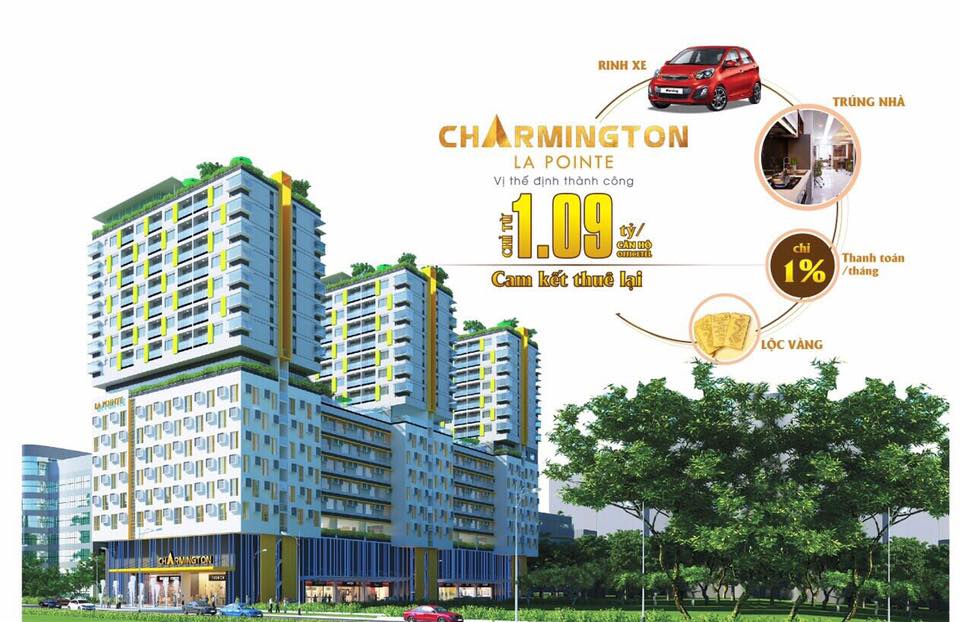 RINH XE
TRÚNG NHÀ
CHARMINGTON
LA POINTE
Vị thế định thành công
CHỈ TỪ
1.09 tỷ/
CĂN HỘ
OFFICETEL
Cam kết thuê lại
chỉ
1%
Thanh toán
/tháng
LỘC VÀNG
LA POINTE
CHARMINGTON